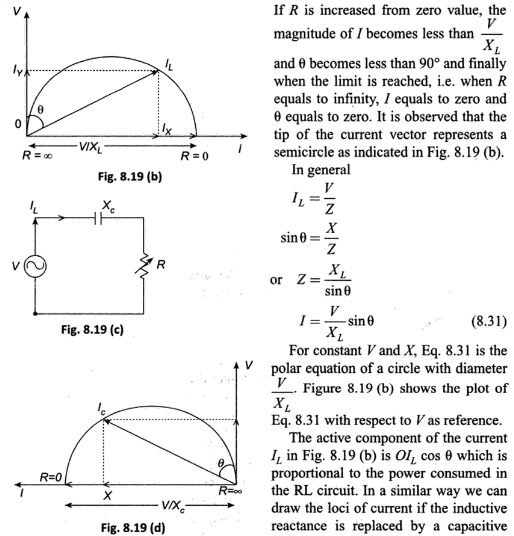 V
I_Y
I_L
θ
0
I_X
I
R = ∞
V/X_L
R = 0
Fig. 8.19 (b)
I_L
X_c
V
R
Fig. 8.19 (c)
V
I_c
θ
R=0
R=∞
I
X
V/X_c
Fig. 8.19 (d)
If R is increased from zero value, the
magnitude of I becomes less than V/X_L
and θ becomes less than 90° and finally
when the limit is reached, i.e. when R
equals to infinity, I equals to zero and
θ equals to zero. It is observed that the
tip of the current vector represents a
semicircle as indicated in Fig. 8.19 (b).
In general
I_L = V/Z
sin θ = X/Z
or Z = X_L/sin θ
I = V/X_L sin θ (8.31)
For constant V and X, Eq. 8.31 is the
polar equation of a circle with diameter
V/X_L. Figure 8.19 (b) shows the plot of
Eq. 8.31 with respect to V as reference.
The active component of the current
I_L in Fig. 8.19 (b) is OI_L cos θ which is
proportional to the power consumed in
the RL circuit. In a similar way we can
draw the loci of current if the inductive
reactance is replaced by a capacitive